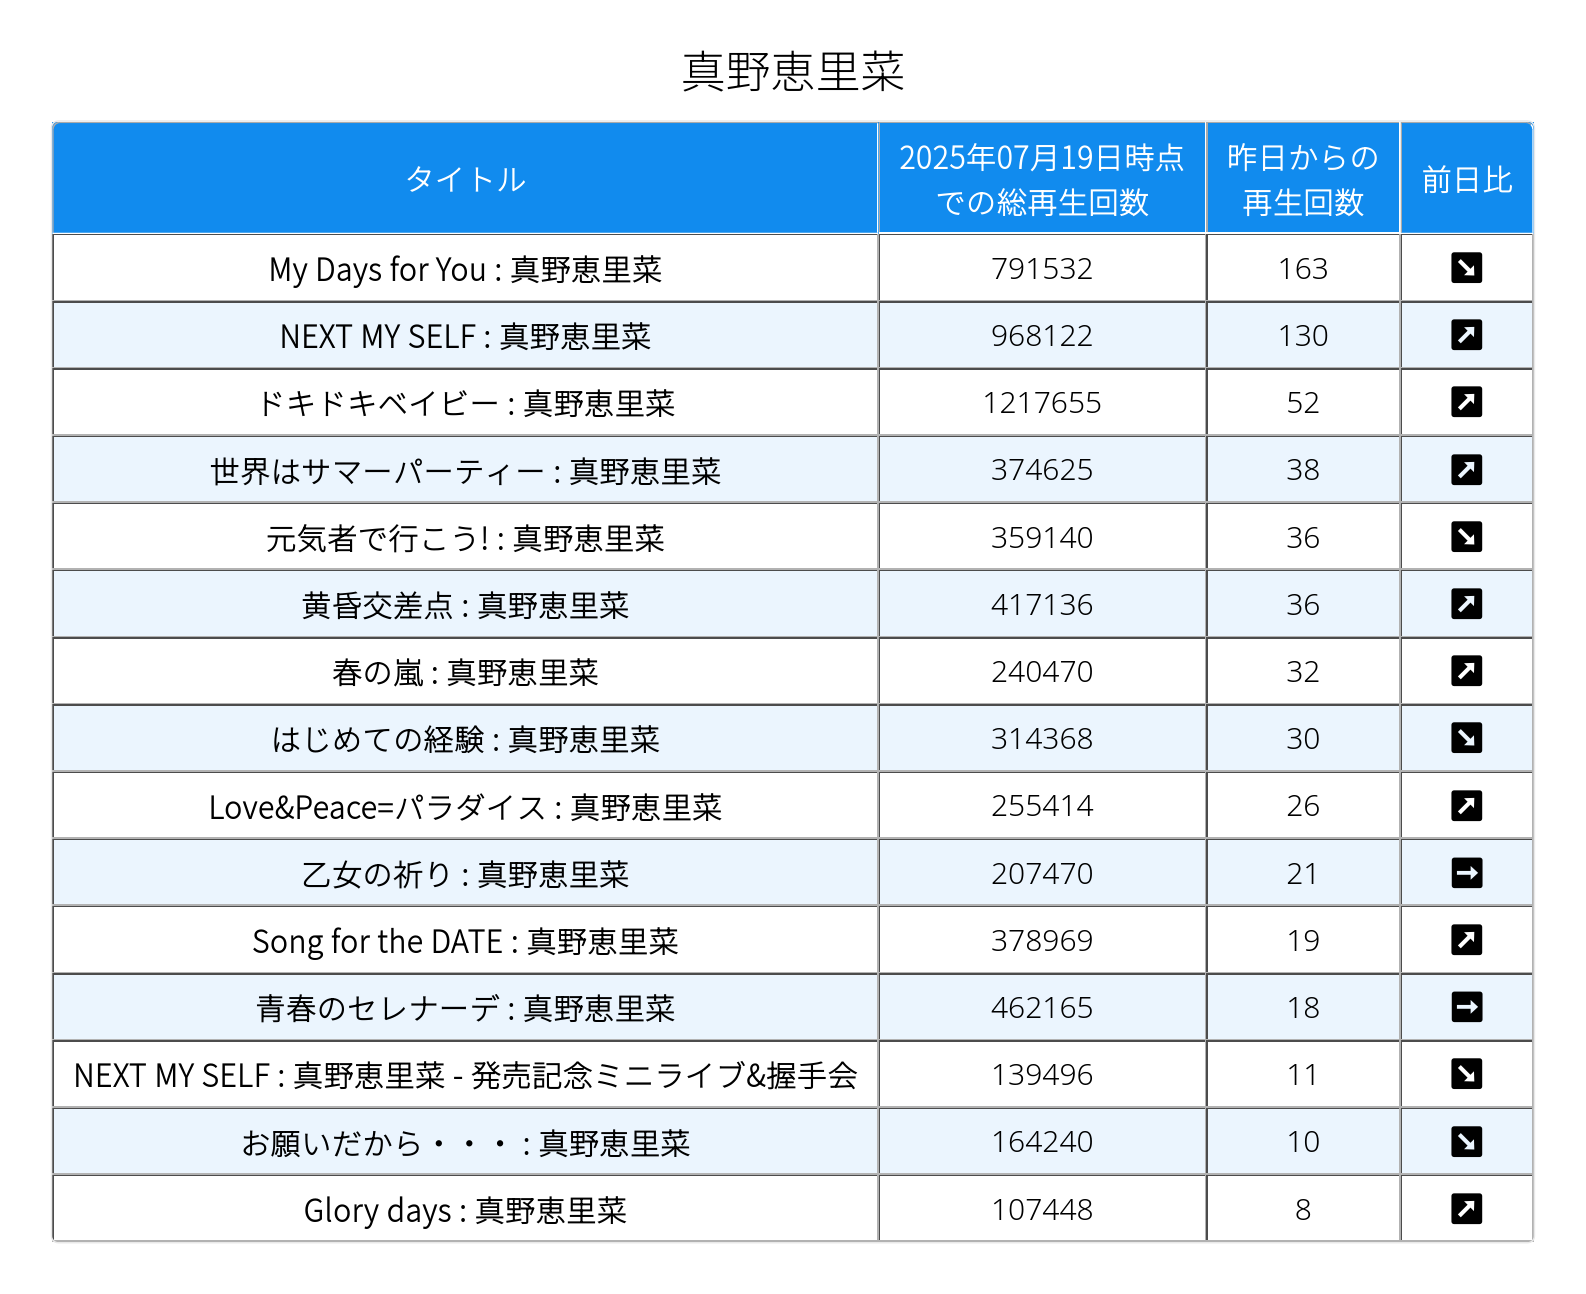 真野恵里菜
タイトル 2025年07月19日時点での総再生回数 昨日からの再生回数 前日比
My Days for You : 真野恵里菜 791532 163 ↘
NEXT MY SELF : 真野恵里菜 968122 130 ↗
ドキドキベイビー : 真野恵里菜 1217655 52 ↗
世界はサマーパーティー : 真野恵里菜 374625 38 ↗
元気者で行こう! : 真野恵里菜 359140 36 ↘
黄昏交差点 : 真野恵里菜 417136 36 ↗
春の嵐 : 真野恵里菜 240470 32 ↗
はじめての経験 : 真野恵里菜 314368 30 ↘
Love&Peace=パラダイス : 真野恵里菜 255414 26 ↗
乙女の祈り : 真野恵里菜 207470 21 →
Song for the DATE : 真野恵里菜 378969 19 ↗
青春のセレナーデ : 真野恵里菜 462165 18 →
NEXT MY SELF : 真野恵里菜 - 発売記念ミニライブ&握手会 139496 11 ↘
お願いだから・・・ : 真野恵里菜 164240 10 ↘
Glory days : 真野恵里菜 107448 8 ↗